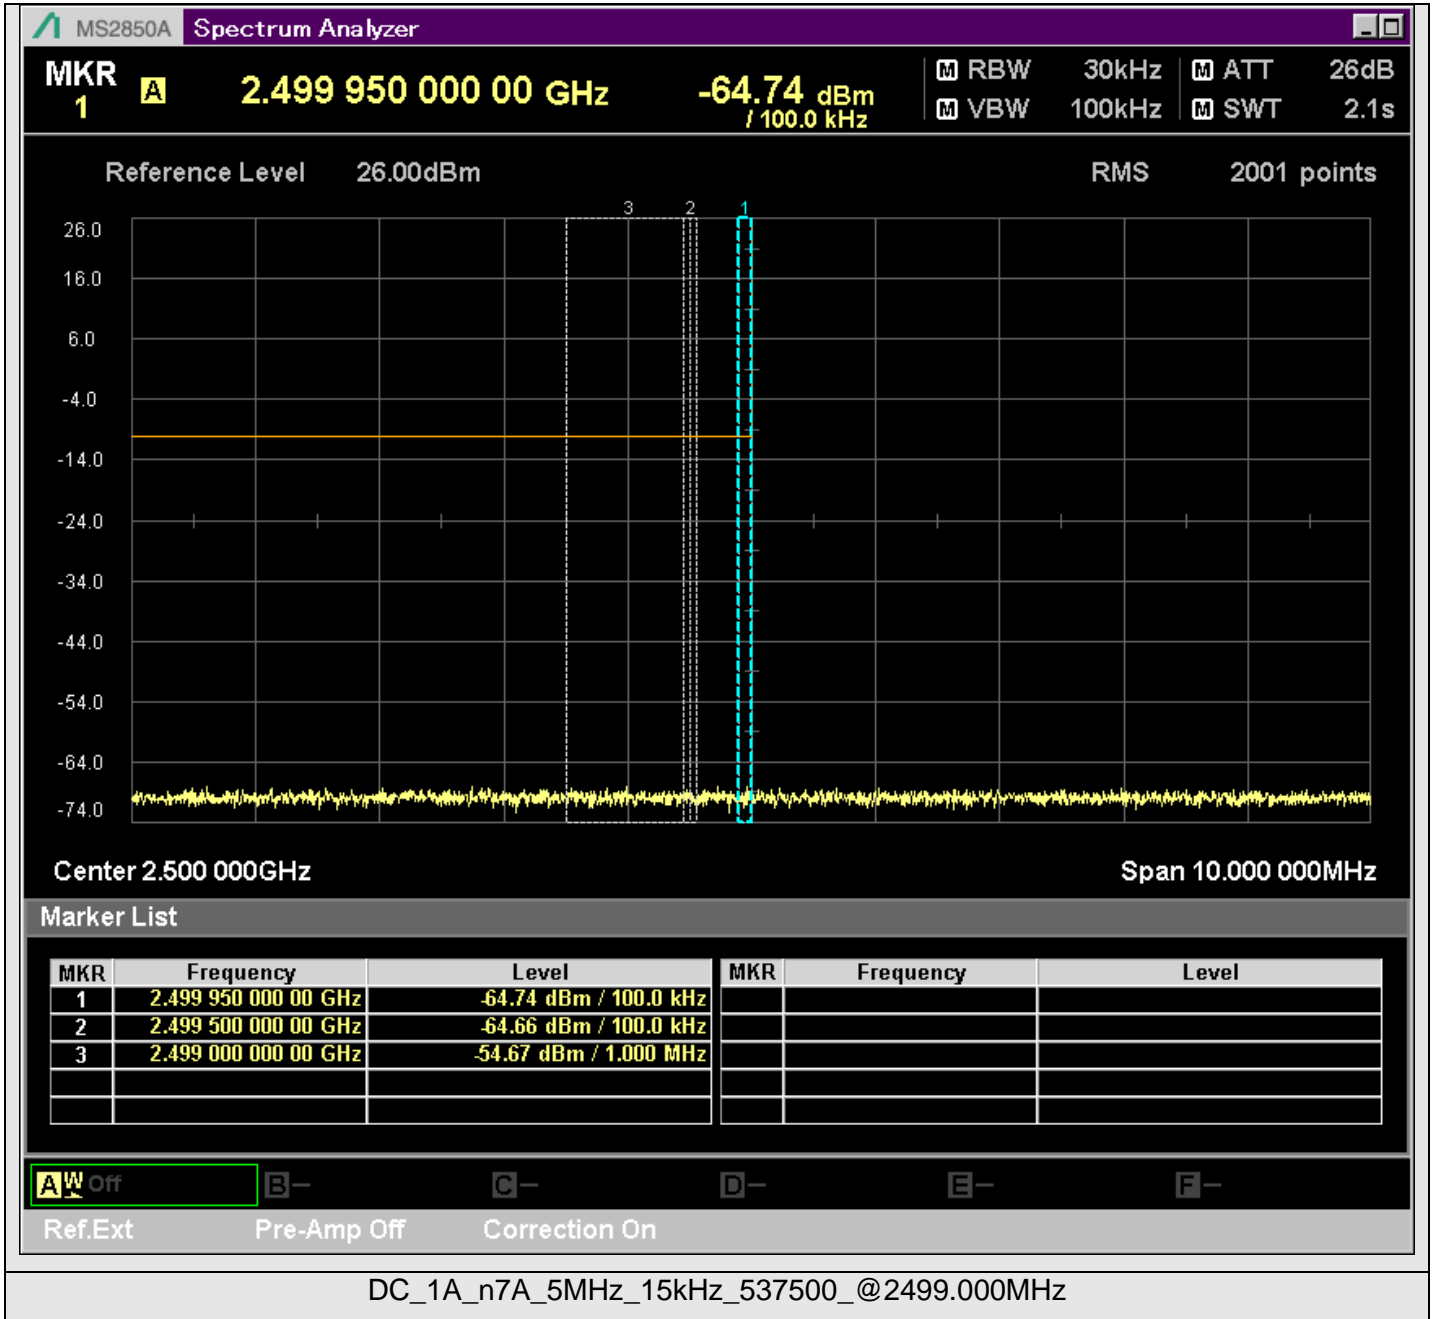 MS2850A Spectrum Analyzer
MKR 1 A 2.499 950 000 00 GHz -64.74 dBm / 100.0 kHz
M RBW 30kHz M ATT 26dB
M VBW 100kHz M SWT 2.1s
Reference Level 26.00dBm RMS 2001 points
3 2 1
26.0
16.0
6.0
-4.0
-14.0
-24.0
-34.0
-44.0
-54.0
-64.0
-74.0
Center 2.500 000GHz Span 10.000 000MHz
Marker List
MKR Frequency Level MKR Frequency Level
1 2.499 950 000 00 GHz -64.74 dBm / 100.0 kHz
2 2.499 500 000 00 GHz -64.66 dBm / 100.0 kHz
3 2.499 000 000 00 GHz -54.67 dBm / 1.000 MHz
A W Off B - C - D - E - F -
Ref.Ext Pre-Amp Off Correction On
DC_1A_n7A_5MHz_15kHz_537500_@2499.000MHz